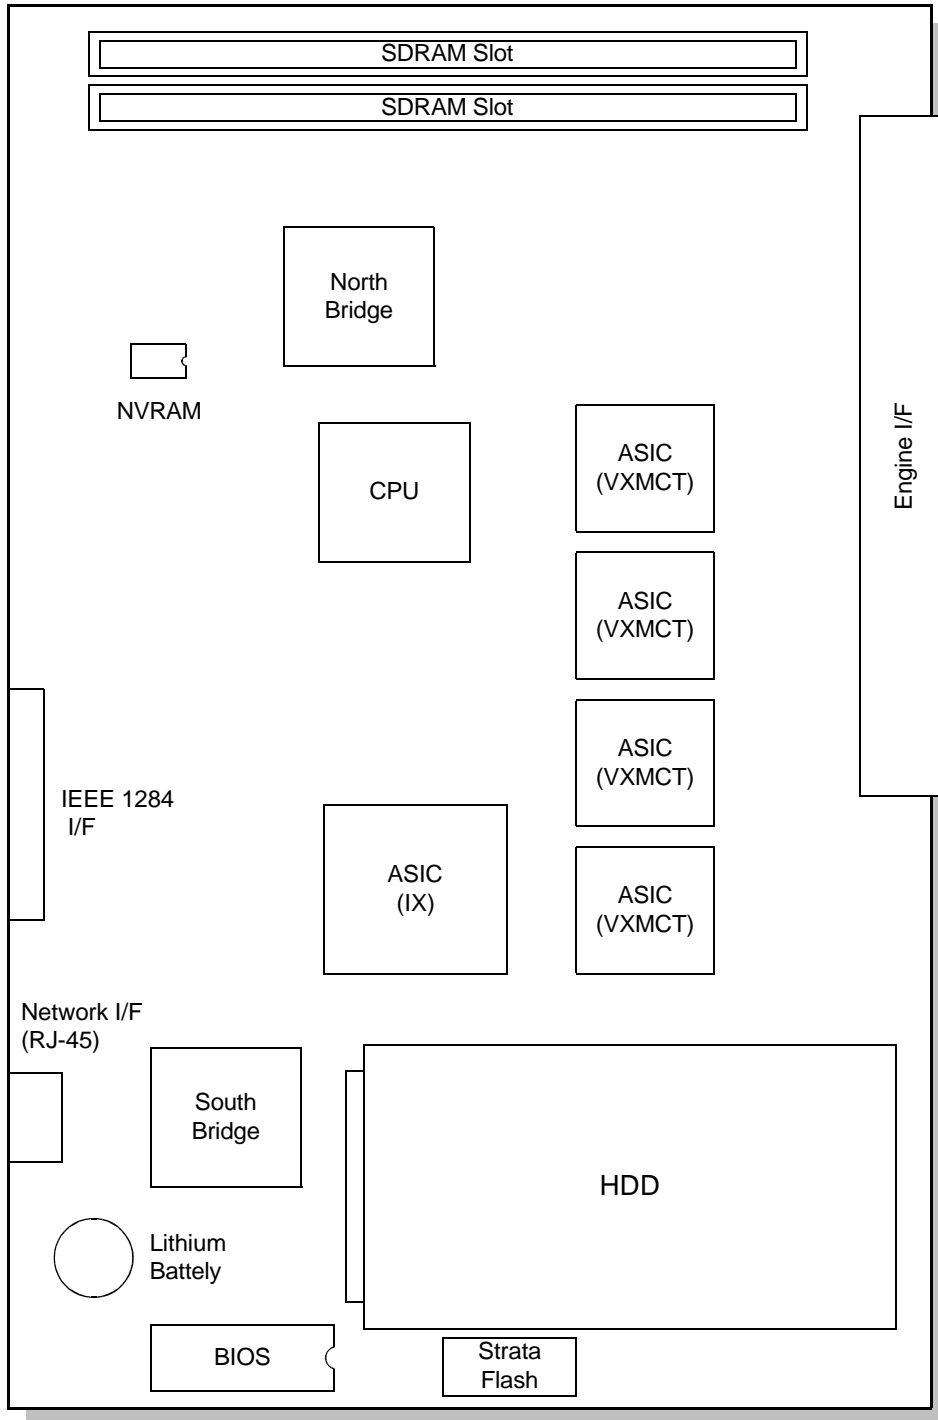 SDRAM Slot
SDRAM Slot
North
Bridge
NVRAM
CPU
ASIC
(VXMCT)
Engine I/F
ASIC
(VXMCT)
ASIC
(VXMCT)
IEEE 1284
I/F
ASIC
(IX)
ASIC
(VXMCT)
Network I/F
(RJ-45)
South
Bridge
HDD
Lithium
Battely
BIOS
Strata
Flash